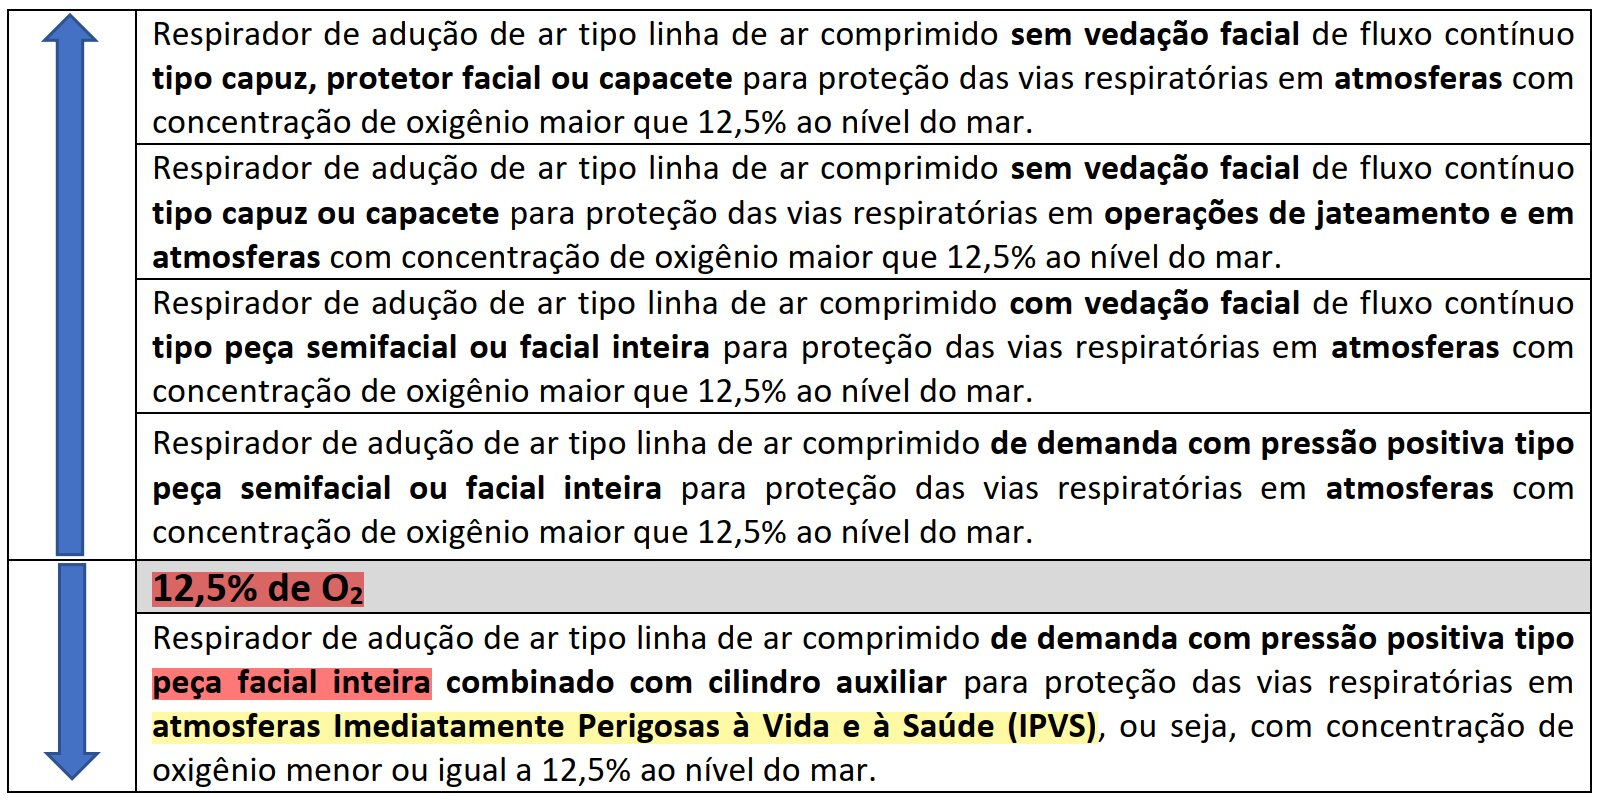 Respirador de adução de ar tipo linha de ar comprimido sem vedação facial de fluxo contínuo
tipo capuz, protetor facial ou capacete para proteção das vias respiratórias em atmosferas com
concentração de oxigênio maior que 12,5% ao nível do mar.
Respirador de adução de ar tipo linha de ar comprimido sem vedação facial de fluxo contínuo
tipo capuz ou capacete para proteção das vias respiratórias em operações de jateamento e em
atmosferas com concentração de oxigênio maior que 12,5% ao nível do mar.
Respirador de adução de ar tipo linha de ar comprimido com vedação facial de fluxo contínuo
tipo peça semifacial ou facial inteira para proteção das vias respiratórias em atmosferas com
concentração de oxigênio maior que 12,5% ao nível do mar.
Respirador de adução de ar tipo linha de ar comprimido de demanda com pressão positiva tipo
peça semifacial ou facial inteira para proteção das vias respiratórias em atmosferas com
concentração de oxigênio maior que 12,5% ao nível do mar.
12,5% de O₂
Respirador de adução de ar tipo linha de ar comprimido de demanda com pressão positiva tipo
peça facial inteira combinado com cilindro auxiliar para proteção das vias respiratórias em
atmosferas Imediatamente Perigosas à Vida e à Saúde (IPVS), ou seja, com concentração de
oxigênio menor ou igual a 12,5% ao nível do mar.